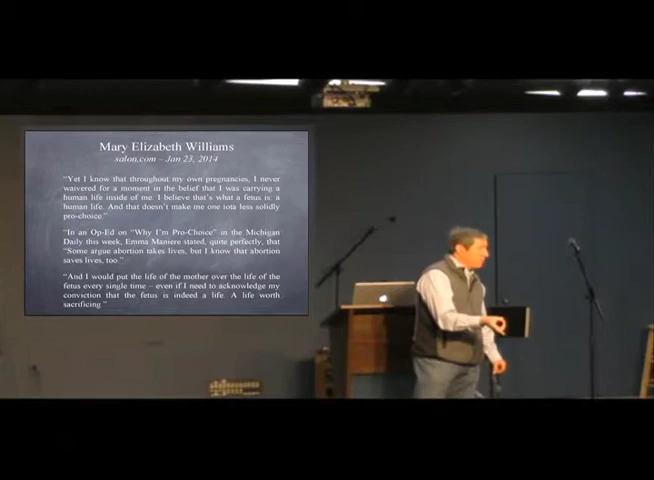 Mary Elizabeth Williams
salon.com – Jan 23, 2014
“Yet I know that throughout my own pregnancies, I never
waivered for a moment in the belief that I was carrying a
human life inside of me. I believe that’s what a fetus is: a
human life. And that doesn’t make me one iota less solidly
pro-choice.”
“In an Op-Ed on “Why I’m Pro-Choice” in the Michigan
Daily this week, Emma Maniere stated, quite perfectly, that
“Some argue abortion takes lives, but I know that abortion
saves lives, too.”
“And I would put the life of the mother over the life of the
fetus every single time – even if I need to acknowledge my
conviction that the fetus is indeed a life. A life worth
sacrificing.”